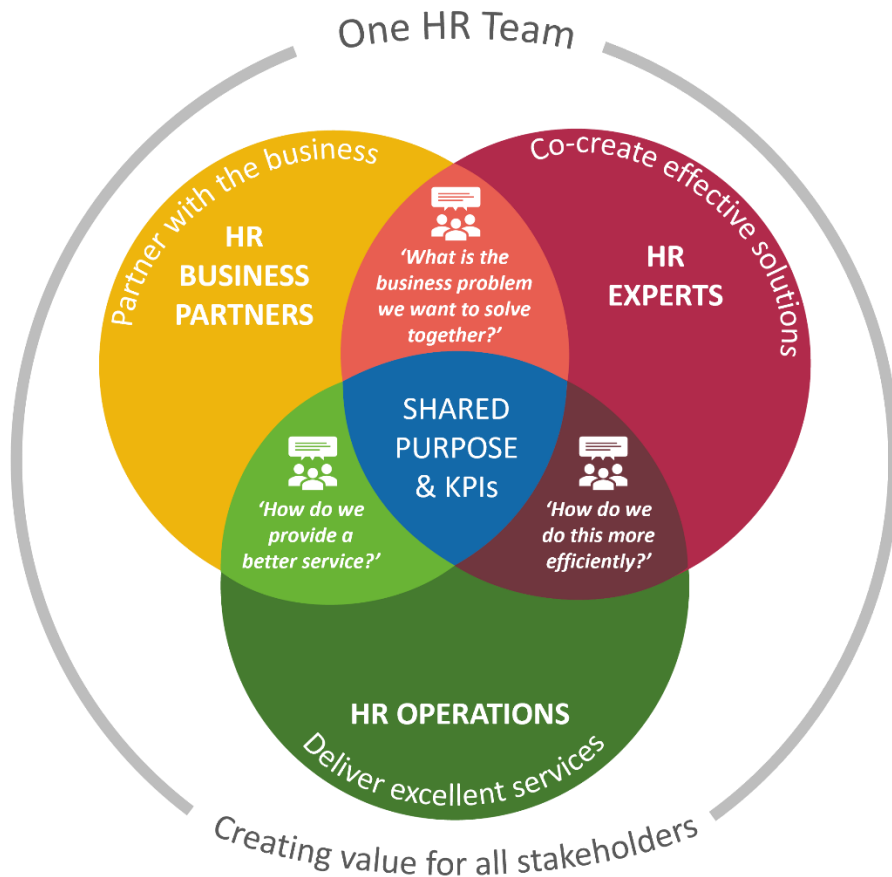 One HR Team
Partner with the business
HR
BUSINESS
PARTNERS
Co-create effective solutions
HR
EXPERTS
‘What is the
business problem
we want to solve
together?’
SHARED
PURPOSE
& KPIs
‘How do we
provide a
better service?’
‘How do we
do this more
efficiently?’
HR OPERATIONS
Deliver excellent services
Creating value for all stakeholders